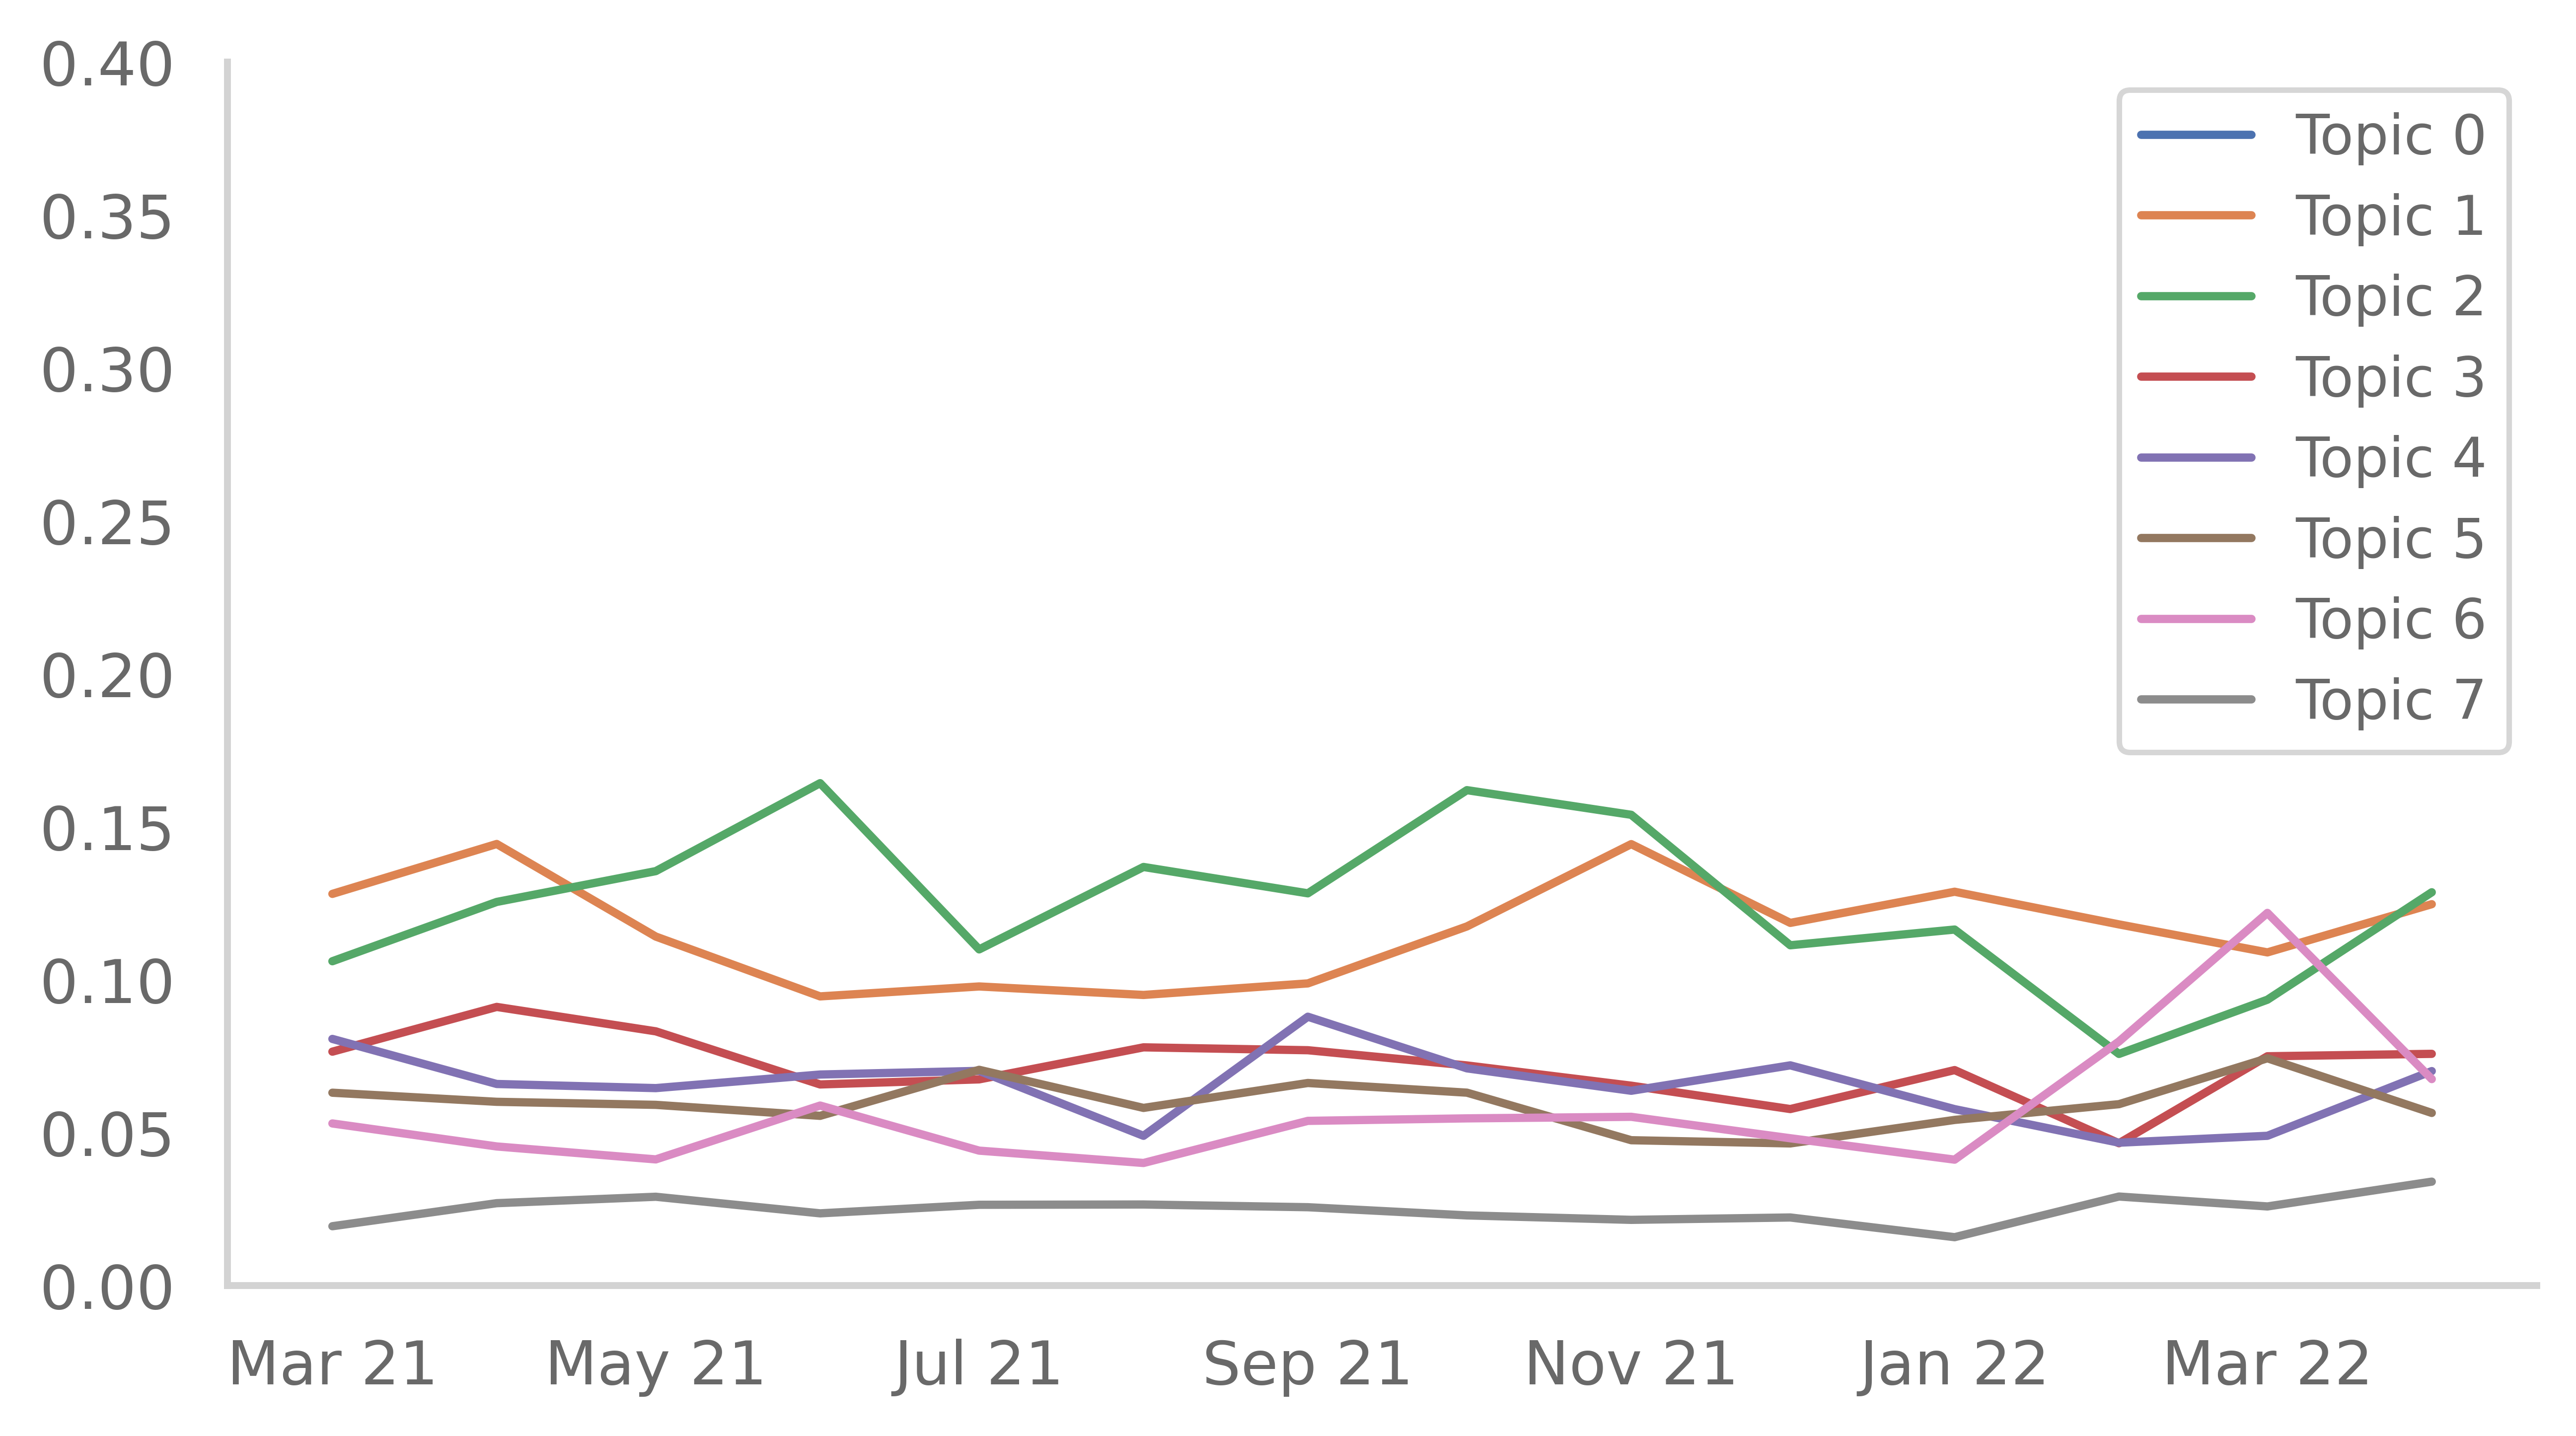 0.40
0.35
0.30
0.25
0.20
0.15
0.10
0.05
0.00
Mar 21 May 21 Jul 21 Sep 21 Nov 21 Jan 22 Mar 22
Topic 0
Topic 1
Topic 2
Topic 3
Topic 4
Topic 5
Topic 6
Topic 7